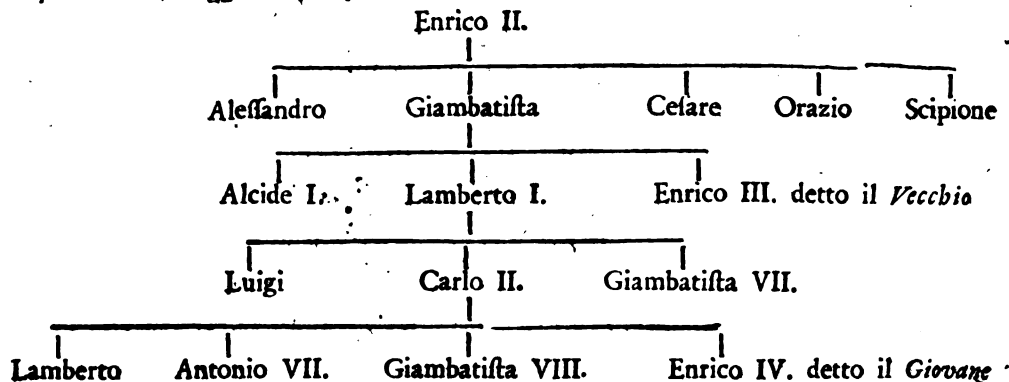 Enrico II.
Aleſſandro Giambatiſta Ceſare Orazio Scipione
Alcide I. Lamberto I. Enrico III. detto il Vecchio
Luigi Carlo II. Giambatiſta VII.
Lamberto Antonio VII. Giambatiſta VIII. Enrico IV. detto il Giovane